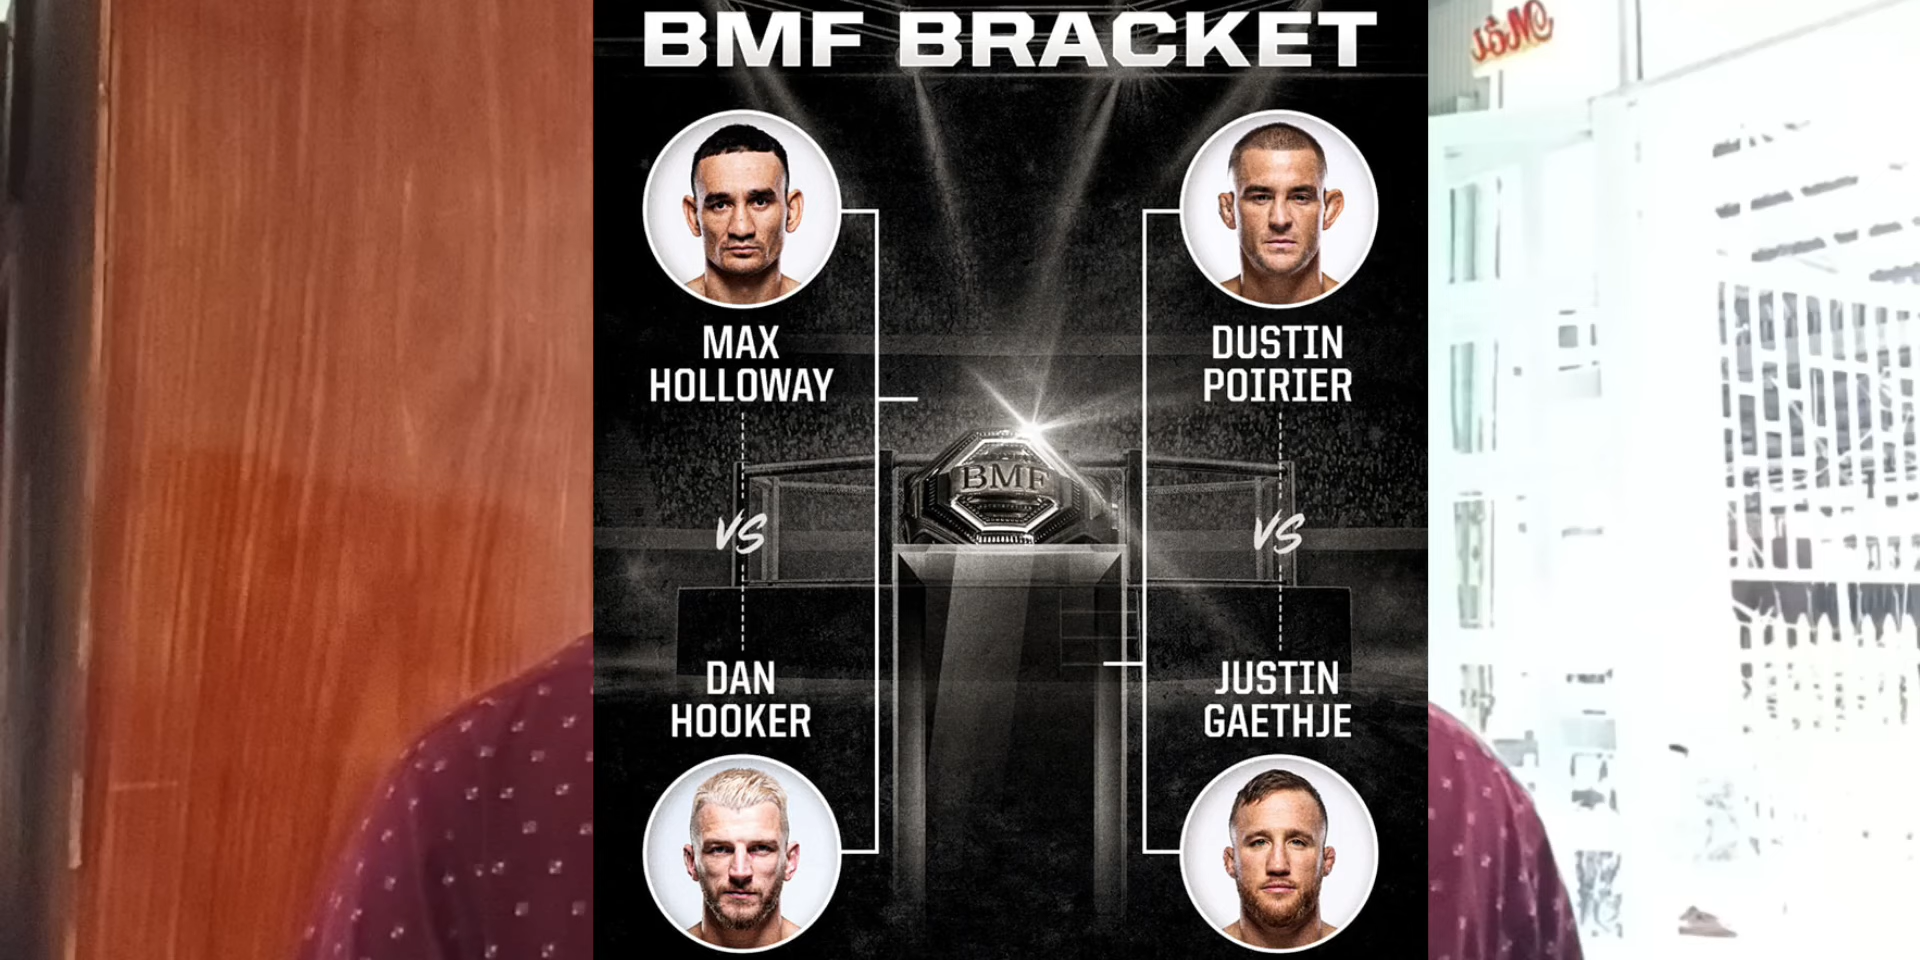 BMF BRACKET
MAX
HOLLOWAY
VS
DAN
HOOKER
BMF
DUSTIN
POIRIER
VS
JUSTIN
GAETHJE